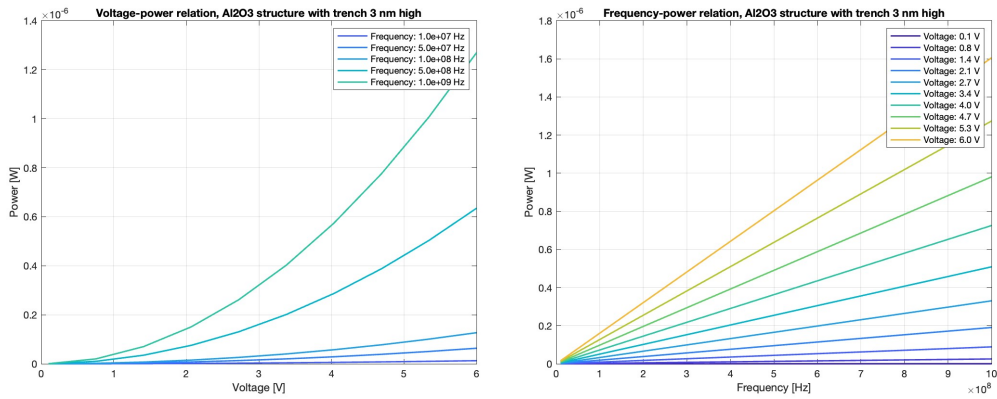 Voltage-power relation, Al2O3 structure with trench 3 nm high
×10⁻⁶
1.4
1.2
1
0.8
0.6
0.4
0.2
0
Power [W]
Frequency: 1.0e+07 Hz
Frequency: 5.0e+07 Hz
Frequency: 1.0e+08 Hz
Frequency: 5.0e+08 Hz
Frequency: 1.0e+09 Hz
0 1 2 3 4 5 6
Voltage [V]
Frequency-power relation, Al2O3 structure with trench 3 nm high
×10⁻⁶
1.8
1.6
1.4
1.2
1
0.8
0.6
0.4
0.2
0
Power [W]
Voltage: 0.1 V
Voltage: 0.8 V
Voltage: 1.4 V
Voltage: 2.1 V
Voltage: 2.7 V
Voltage: 3.4 V
Voltage: 4.0 V
Voltage: 4.7 V
Voltage: 5.3 V
Voltage: 6.0 V
0 1 2 3 4 5 6 7 8 9 10
Frequency [Hz]
×10⁸